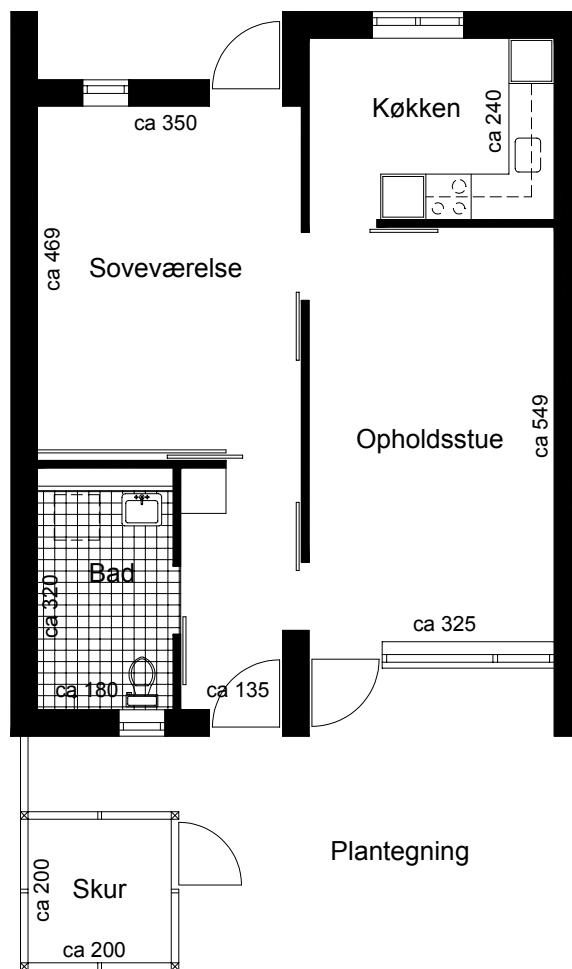 Køkken
ca 240
ca 350
ca 469
Soveværelse
Opholdsstue
ca 549
Bad
ca 320
ca 325
ca 180
ca 135
Plantegning
Skur
ca 200
ca 200